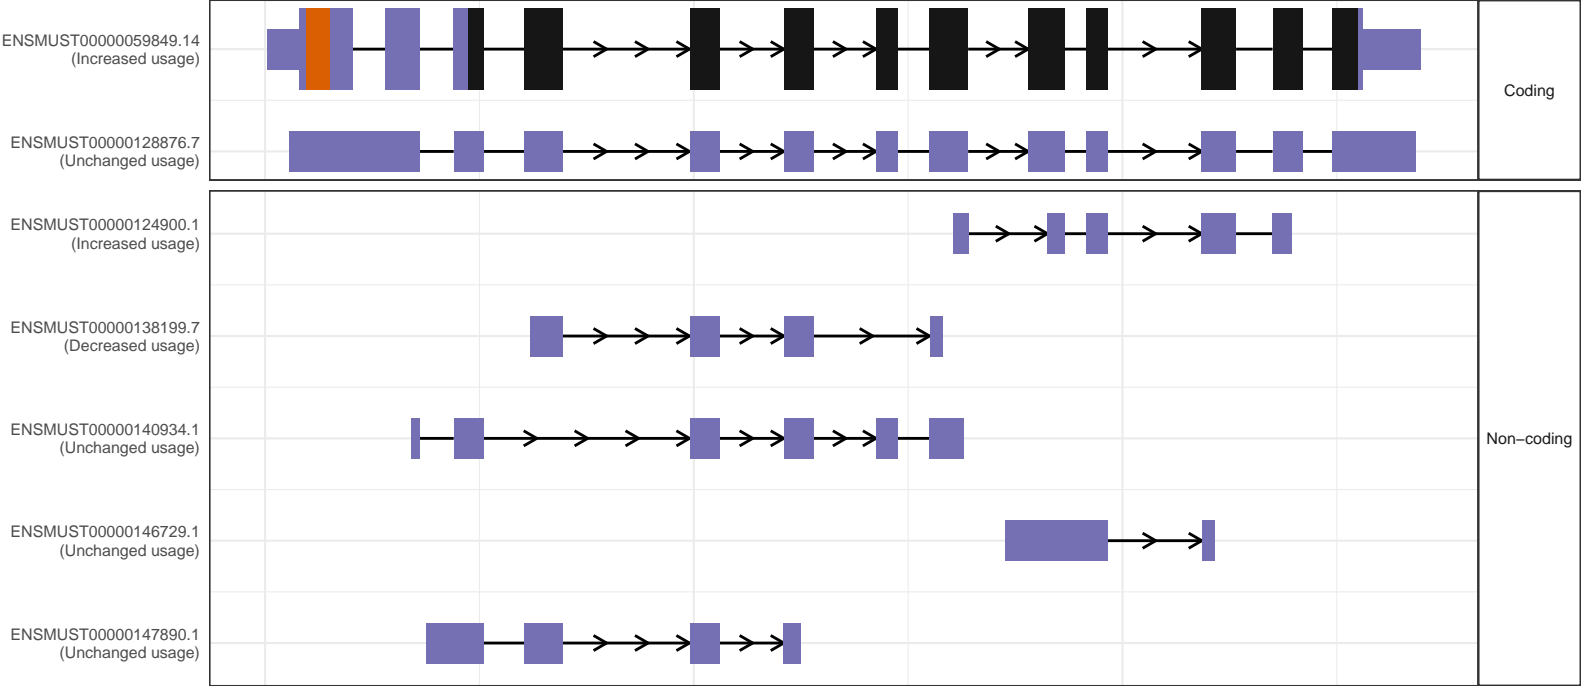 ENSMUST00000059849.14
(Increased usage)
Coding
ENSMUST00000128876.7
(Unchanged usage)
ENSMUST00000124900.1
(Increased usage)
ENSMUST00000138199.7
(Decreased usage)
ENSMUST00000140934.1
(Unchanged usage)
Non−coding
ENSMUST00000146729.1
(Unchanged usage)
ENSMUST00000147890.1
(Unchanged usage)